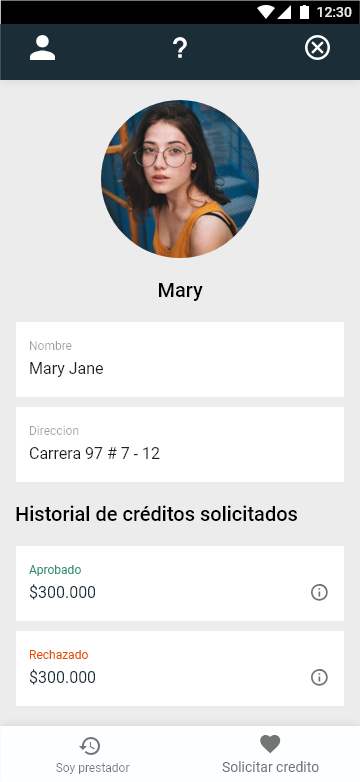 12:30
?
Mary
Nombre
Mary Jane
Direccion
Carrera 97 # 7 - 12
Historial de créditos solicitados
Aprobado
$300.000
Rechazado
$300.000
Soy prestador
Solicitar credito